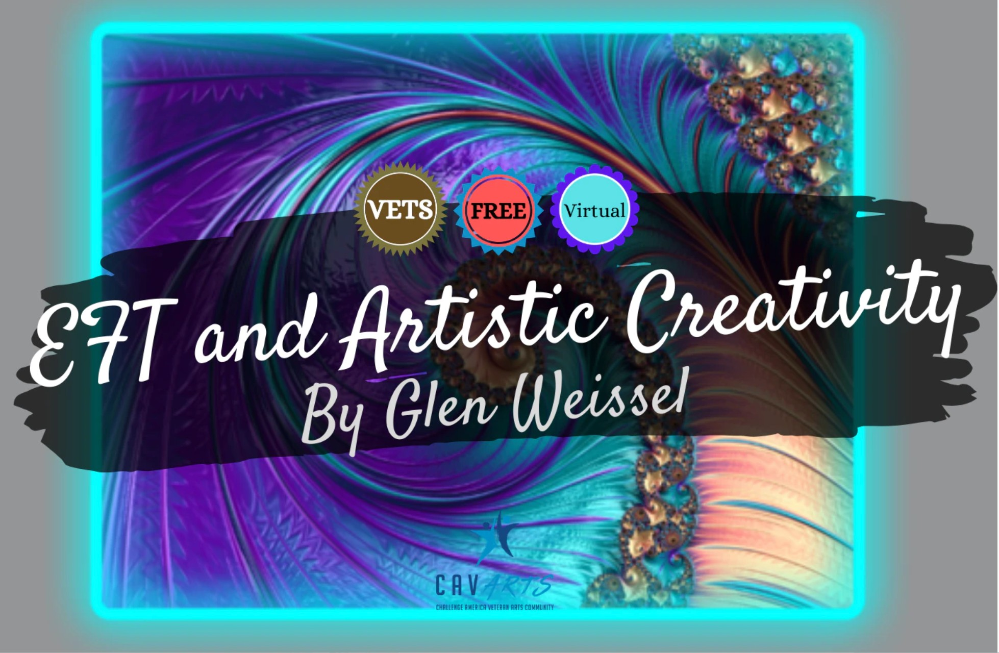 VETS FREE Virtual
EFT and Artistic Creativity
By Glen Weissel
CAVARTS
CHALLENGE AMERICA VETERAN ARTS COMMUNITY